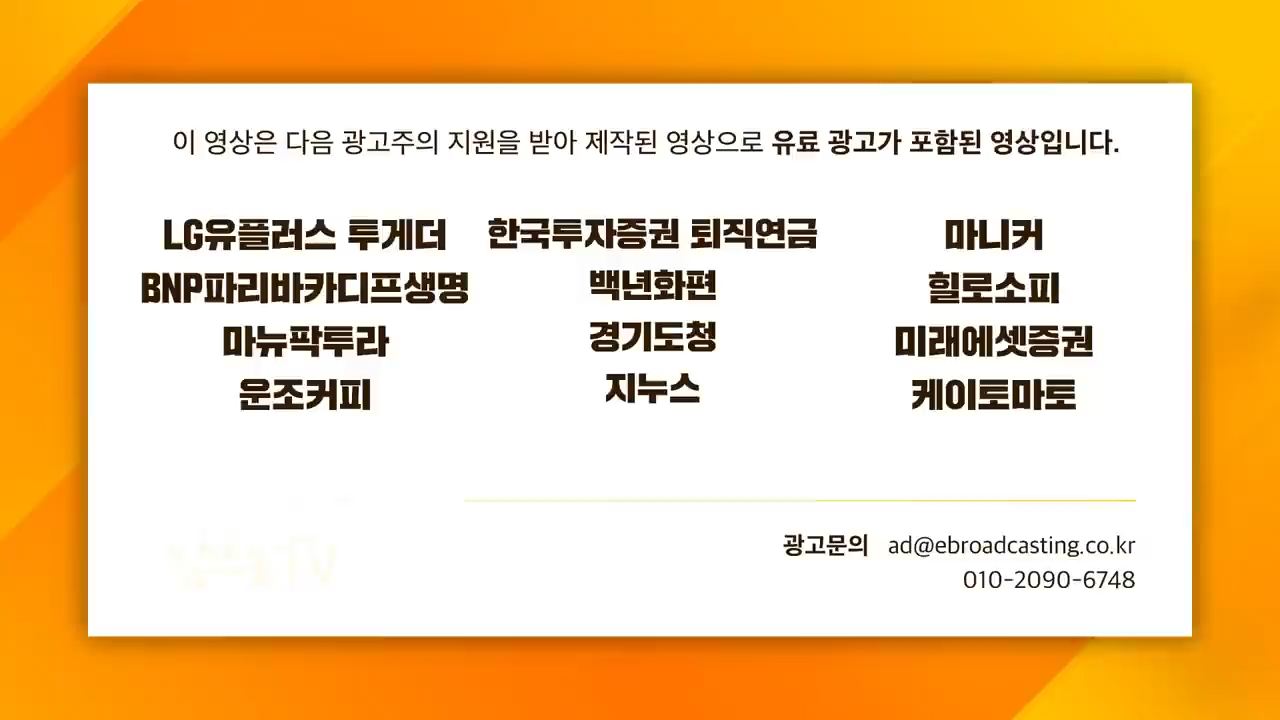 이 영상은 다음 광고주의 지원을 받아 제작된 영상으로 유료 광고가 포함된 영상입니다.
LG유플러스 투게더
BNP파리바카디프생명
마뉴팍투라
운조커피
한국투자증권 퇴직연금
백년화편
경기도청
지누스
마니커
힐로소피
미래에셋증권
케이토마토
광고문의 ad@ebroadcasting.co.kr
010-2090-6748